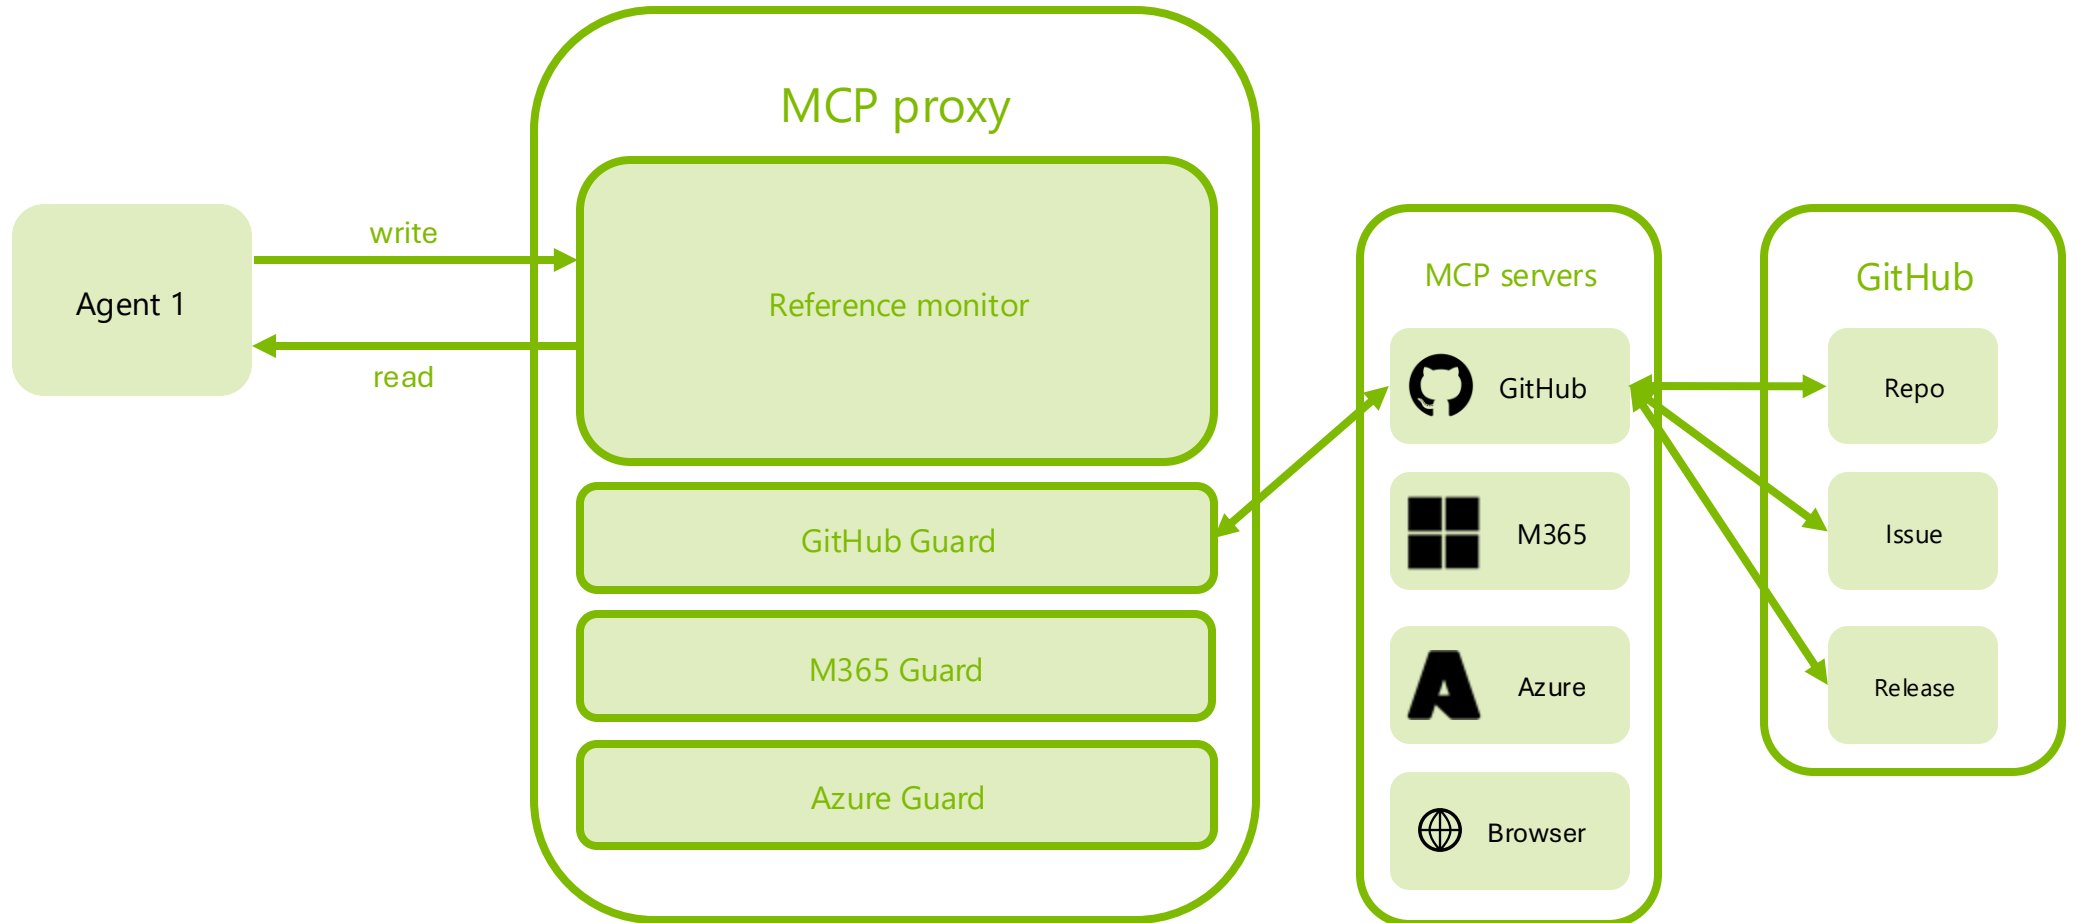 MCP proxy
Agent 1
write
read
Reference monitor
GitHub Guard
M365 Guard
Azure Guard
MCP servers
GitHub
M365
Azure
Browser
GitHub
Repo
Issue
Release